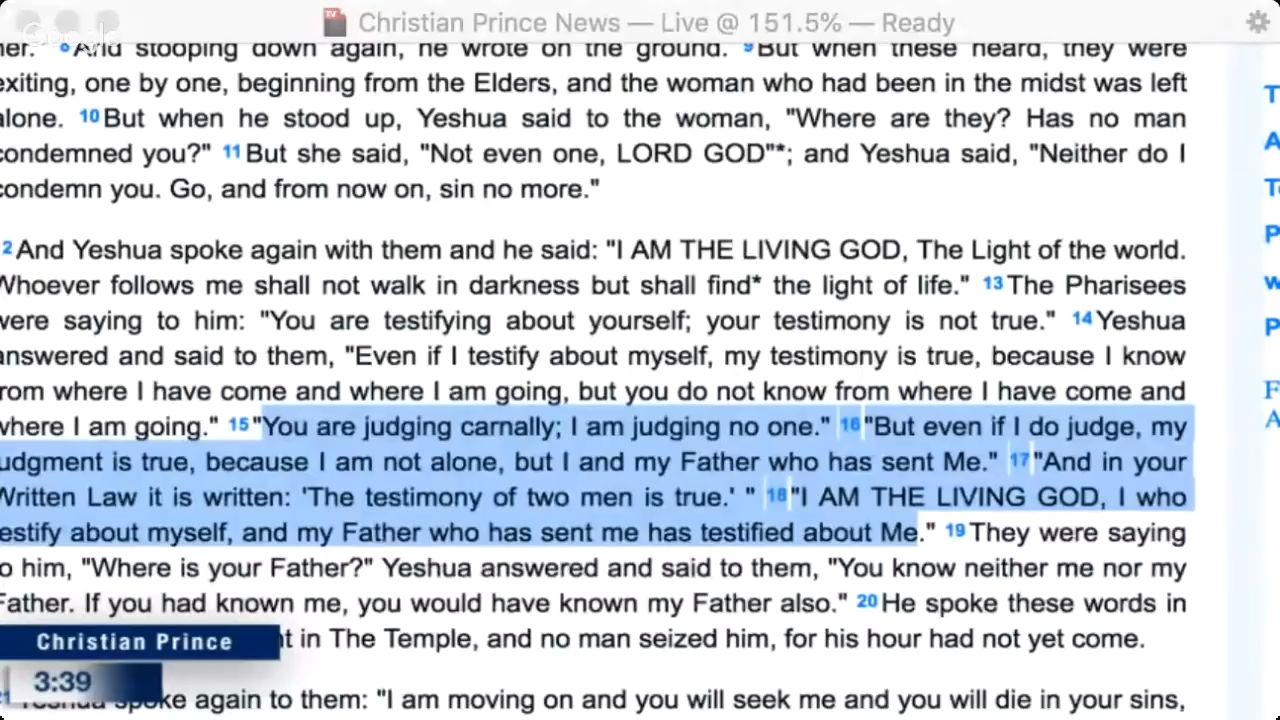 Christian Prince News — Live @ 151.5% — Ready
Google
her. 8 And stooping down again, he wrote on the ground. 9 But when these heard, they were
exiting, one by one, beginning from the Elders, and the woman who had been in the midst was left
alone. 10 But when he stood up, Yeshua said to the woman, "Where are they? Has no man
condemned you?" 11 But she said, "Not even one, LORD GOD"*; and Yeshua said, "Neither do I
condemn you. Go, and from now on, sin no more."
2 And Yeshua spoke again with them and he said: "I AM THE LIVING GOD, The Light of the world.
Whoever follows me shall not walk in darkness but shall find* the light of life." 13 The Pharisees
were saying to him: "You are testifying about yourself; your testimony is not true." 14 Yeshua
answered and said to them, "Even if I testify about myself, my testimony is true, because I know
rom where I have come and where I am going, but you do not know from where I have come and
where I am going." 15 "You are judging carnally; I am judging no one." 16 "But even if I do judge, my
udgment is true, because I am not alone, but I and my Father who has sent Me." 17 "And in your
Written Law it is written: 'The testimony of two men is true.' " 18 "I AM THE LIVING GOD, I who
estify about myself, and my Father who has sent me has testified about Me." 19 They were saying
o him, "Where is your Father?" Yeshua answered and said to them, "You know neither me nor my
Father. If you had known me, you would have known my Father also." 20 He spoke these words in
t in The Temple, and no man seized him, for his hour had not yet come.
Christian Prince
3:39
21 Yeshua spoke again to them: "I am moving on and you will seek me and you will die in your sins,
T
A
To
P
w
P
F
A